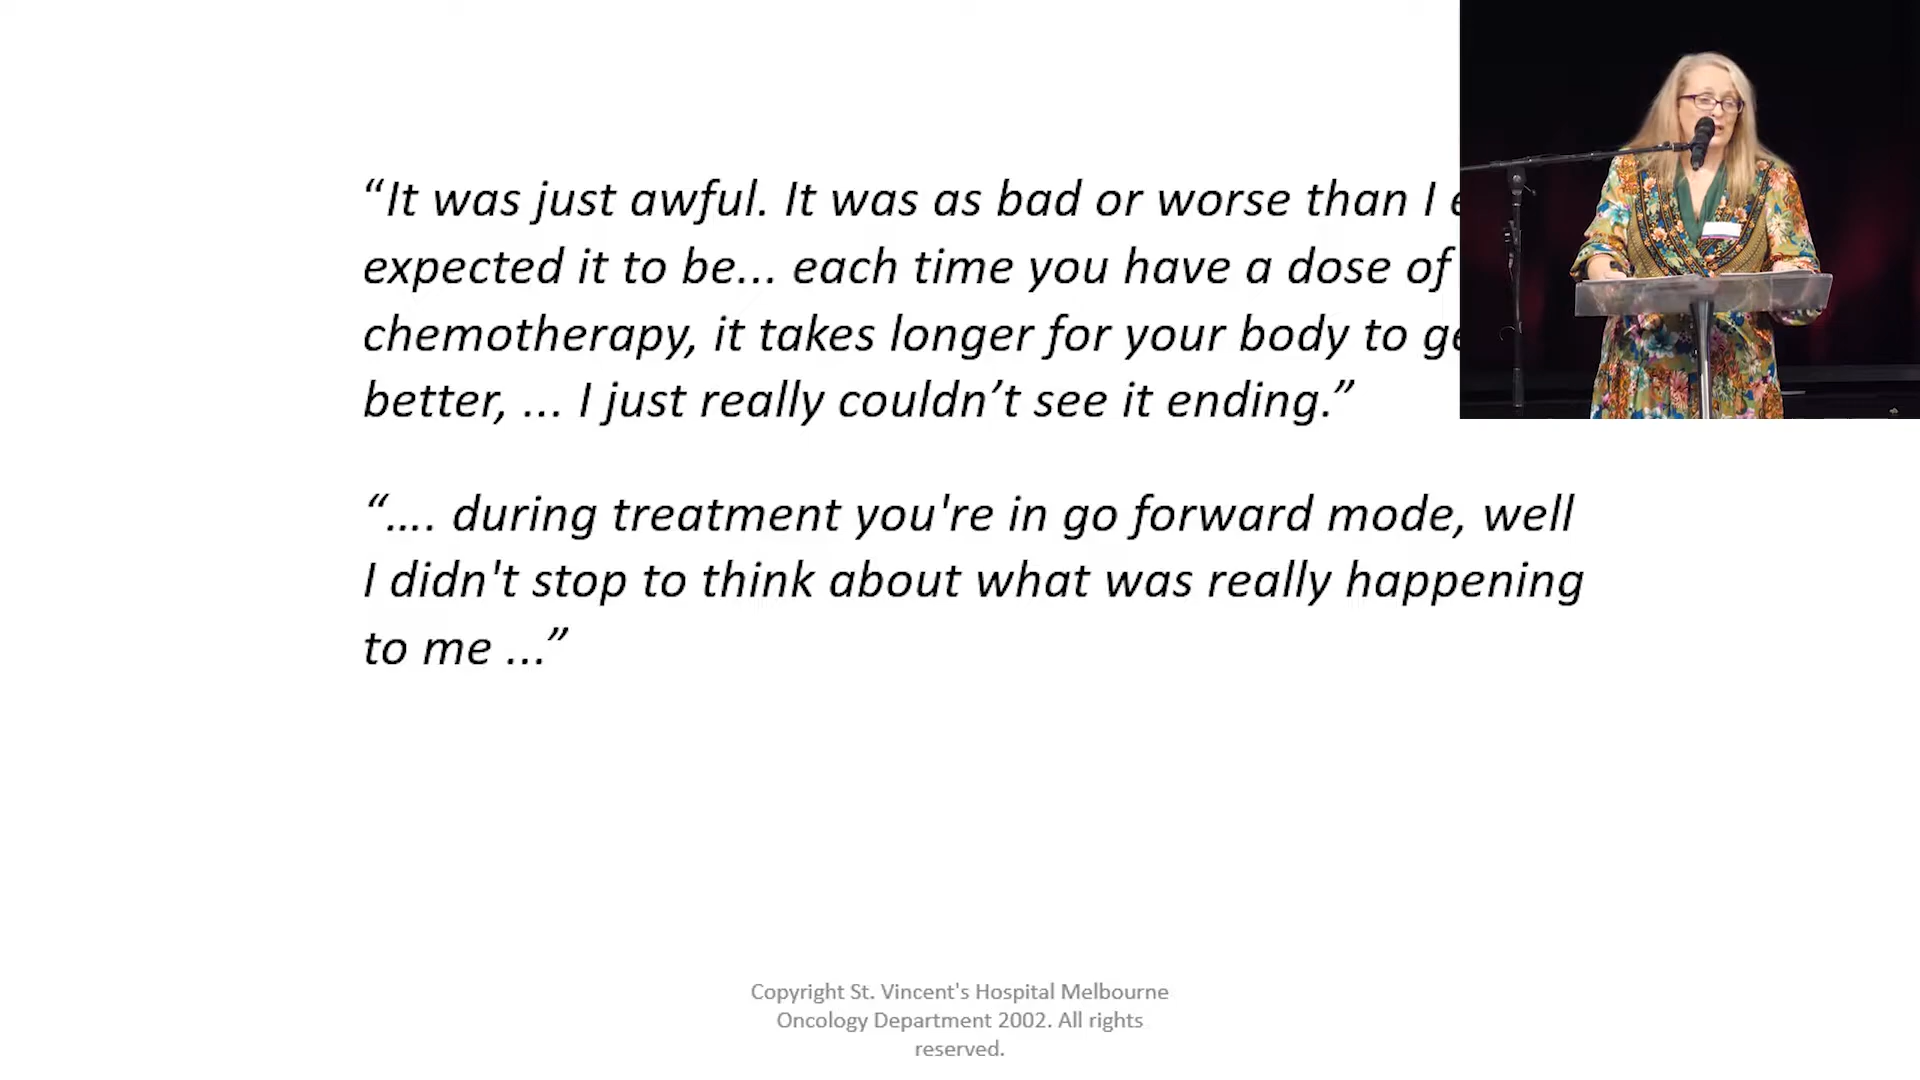 “It was just awful. It was as bad or worse than I
expected it to be... each time you have a dose of
chemotherapy, it takes longer for your body to
better, ... I just really couldn’t see it ending.”
“.... during treatment you're in go forward mode, well
I didn't stop to think about what was really happening
to me ...”
Copyright St. Vincent's Hospital Melbourne
Oncology Department 2002. All rights
reserved.